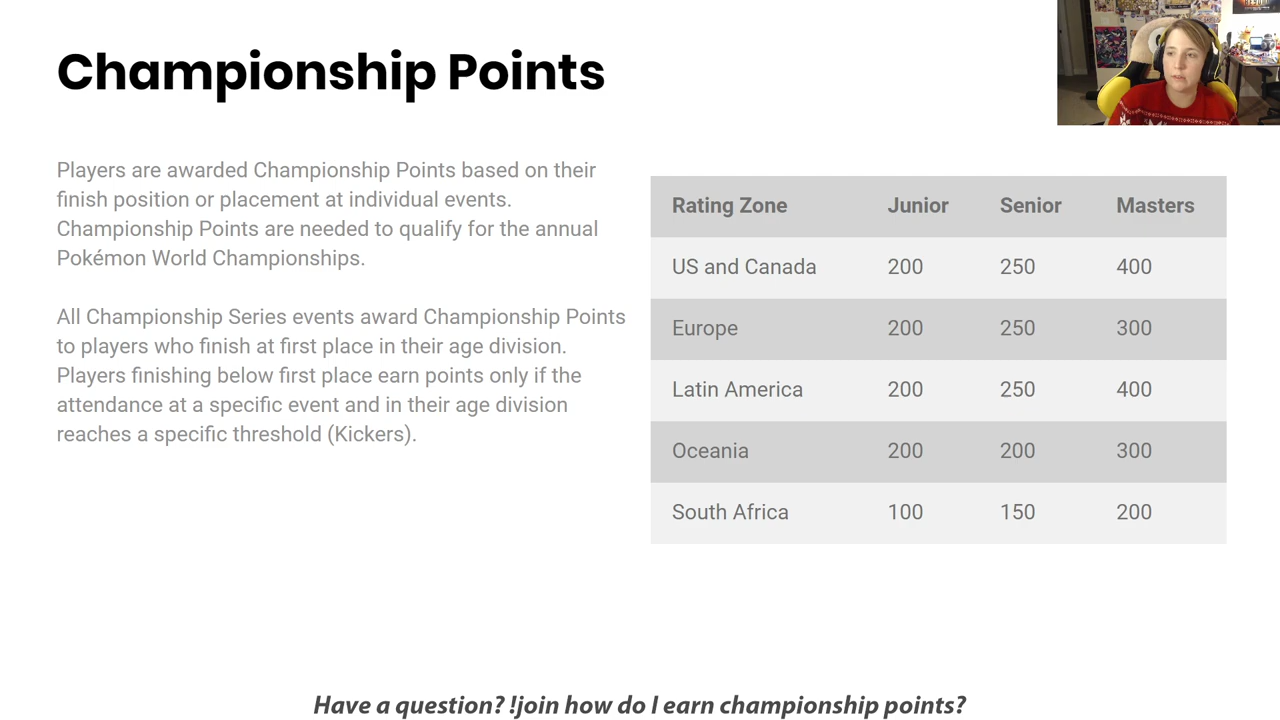 Championship Points
Players are awarded Championship Points based on their
finish position or placement at individual events.
Championship Points are needed to qualify for the annual
Pokémon World Championships.
All Championship Series events award Championship Points
to players who finish at first place in their age division.
Players finishing below first place earn points only if the
attendance at a specific event and in their age division
reaches a specific threshold (Kickers).
Rating Zone Junior Senior Masters
US and Canada 200 250 400
Europe 200 250 300
Latin America 200 250 400
Oceania 200 200 300
South Africa 100 150 200
Have a question? !join how do I earn championship points?